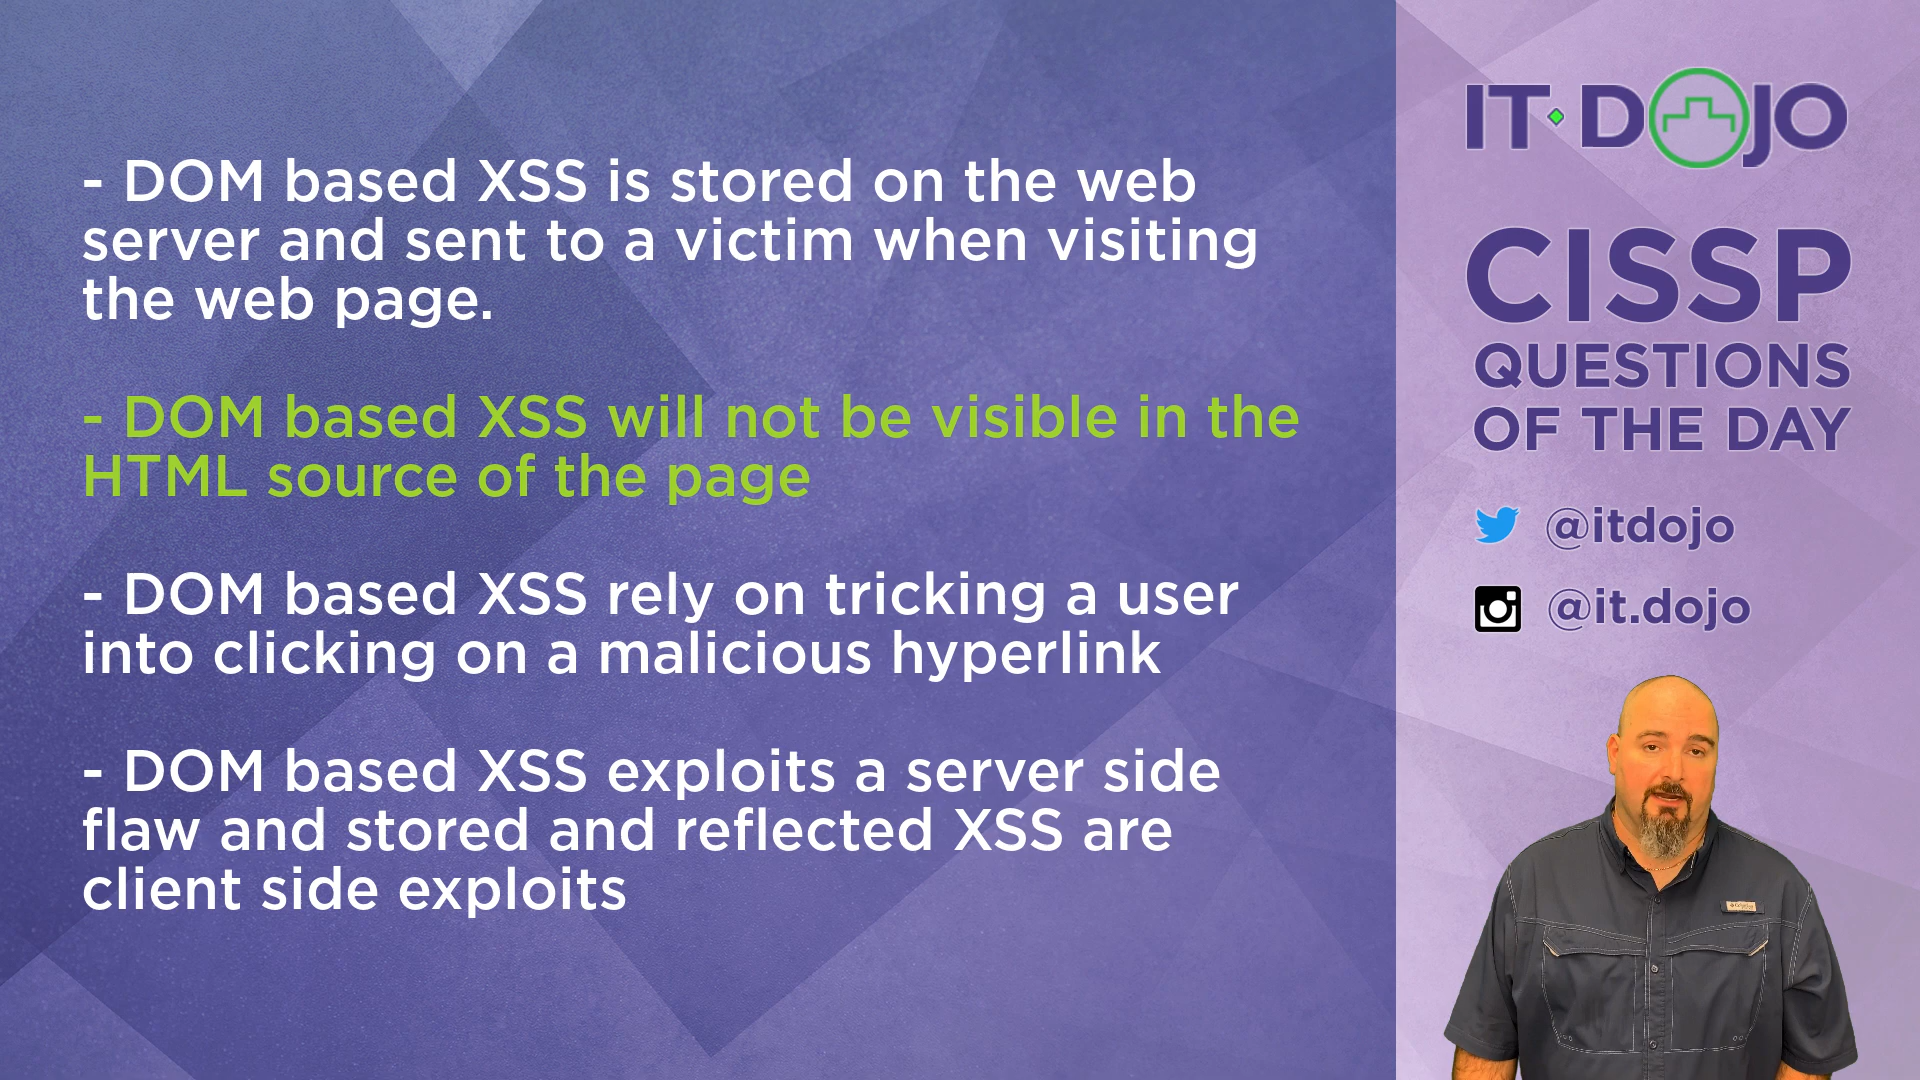 - DOM based XSS is stored on the web
server and sent to a victim when visiting
the web page.
- DOM based XSS will not be visible in the
HTML source of the page
- DOM based XSS rely on tricking a user
into clicking on a malicious hyperlink
- DOM based XSS exploits a server side
flaw and stored and reflected XSS are
client side exploits
IT DOJO
CISSP
QUESTIONS
OF THE DAY
@itdojo
@it.dojo